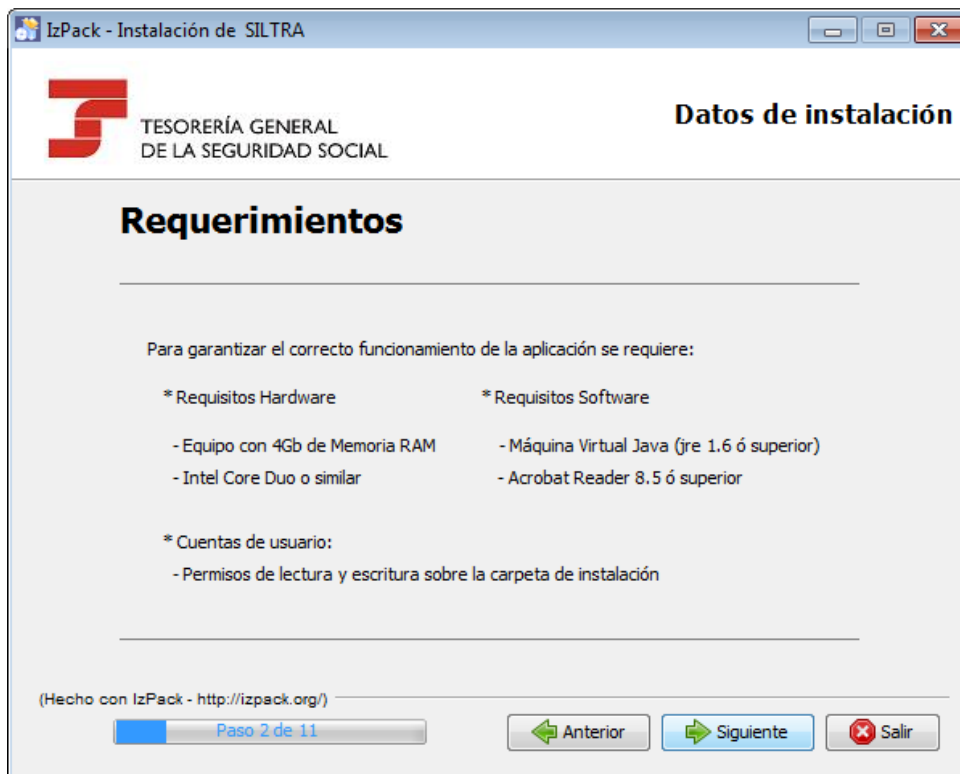 IzPack - Instalación de SILTRA
TESORERÍA GENERAL
DE LA SEGURIDAD SOCIAL
Datos de instalación
Requerimientos
Para garantizar el correcto funcionamiento de la aplicación se requiere:
* Requisitos Hardware
- Equipo con 4Gb de Memoria RAM
- Intel Core Duo o similar
* Requisitos Software
- Máquina Virtual Java (jre 1.6 ó superior)
- Acrobat Reader 8.5 ó superior
* Cuentas de usuario:
- Permisos de lectura y escritura sobre la carpeta de instalación
(Hecho con IzPack - http://izpack.org/)
Paso 2 de 11
Anterior
Siguiente
Salir